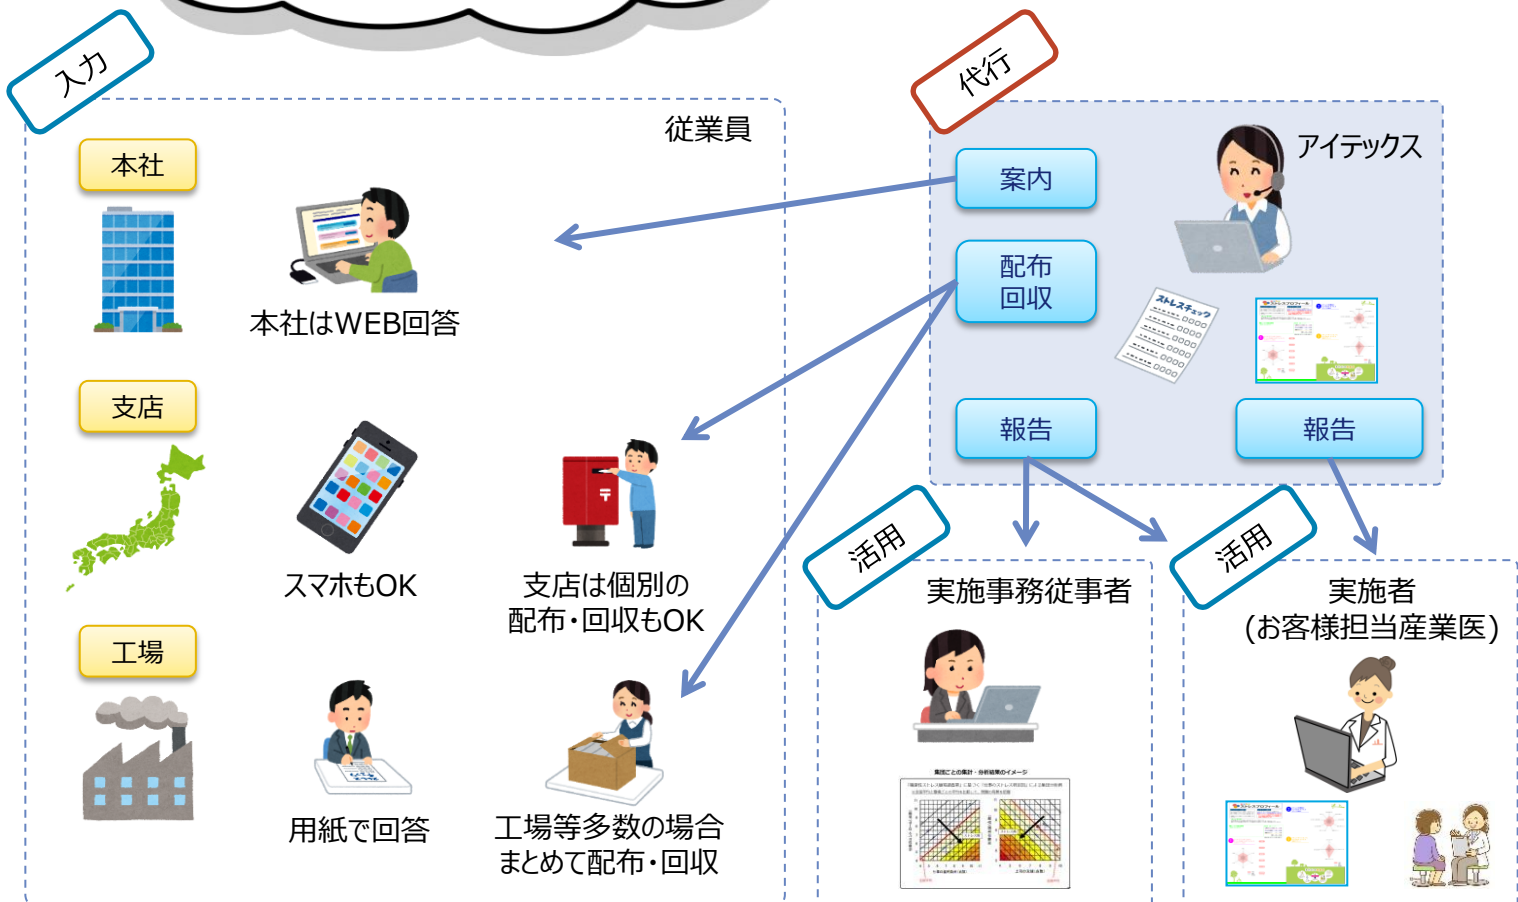 入力
従業員
本社
本社はWEB回答
支店
スマホもOK
支店は個別の
配布・回収もOK
工場
用紙で回答
工場等多数の場合
まとめて配布・回収
代行
アイテックス
案内
配布
回収
ストレスチェック
報告
報告
活用
実施事務従事者
集団ごとの集計・分析結果のイメージ
活用
実施者
(お客様担当産業医)